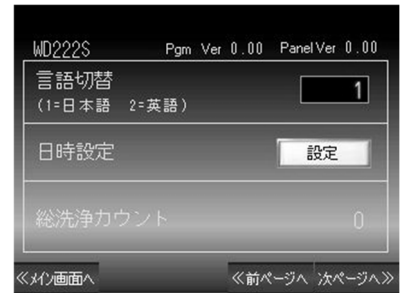 WD222S Pgm Ver 0.00 Panel Ver 0.00
言語切替 1
(1=日本語 2=英語)
日時設定 設定
総洗浄カウント 0
≪メイン画面へ ≪前ページへ 次ページへ≫